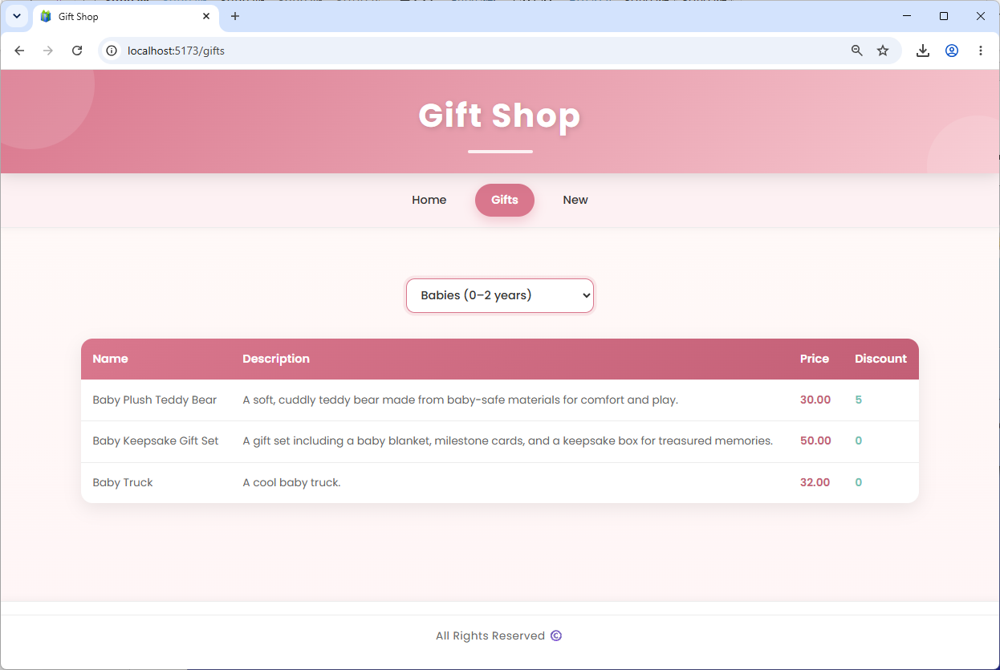 Gift Shop
localhost:5173/gifts
Gift Shop
Home Gifts New
Babies (0–2 years)
Name Description Price Discount
Baby Plush Teddy Bear A soft, cuddly teddy bear made from baby-safe materials for comfort and play. 30.00 5
Baby Keepsake Gift Set A gift set including a baby blanket, milestone cards, and a keepsake box for treasured memories. 50.00 0
Baby Truck A cool baby truck. 32.00 0
All Rights Reserved ©